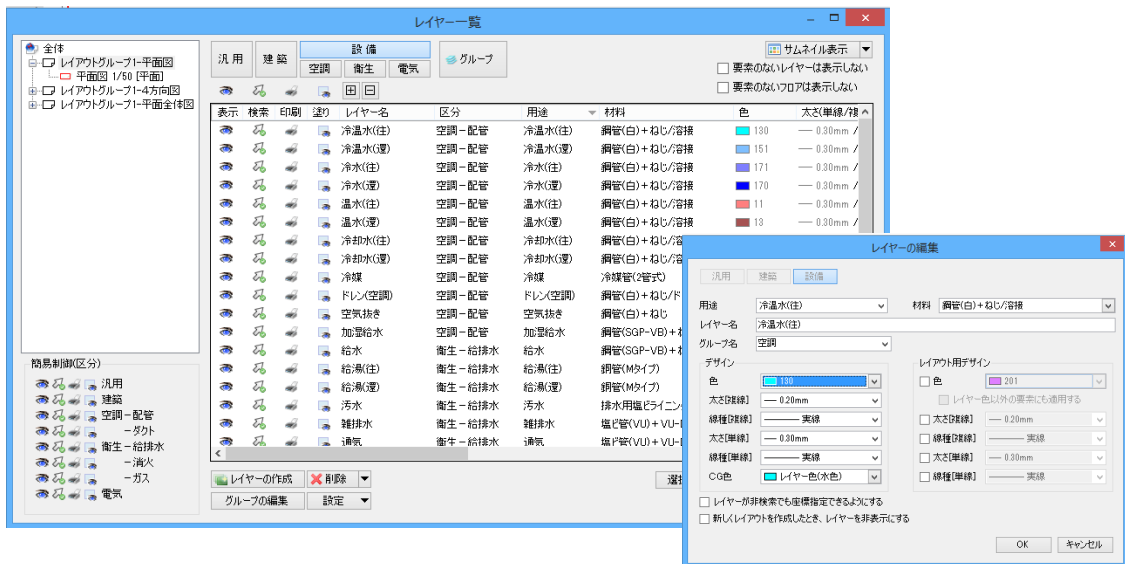 レイヤー一覧
全体
レイアウトグループ1-平面図
平面図 1/50 [平面]
レイアウトグループ1-4方向図
レイアウトグループ1-平面全体図
簡易制御(区分)
汎用
建築
空調－配管
－ダクト
衛生－給排水
－消火
－ガス
電気
汎用 建築 設備 グループ
空調 衛生 電気
サムネイル表示
要素のないレイヤーは表示しない
要素のないフロアは表示しない
表示 検索 印刷 塗り レイヤー名 区分 用途 材料 色 太さ(単線/複
冷温水(往) 空調－配管 冷温水(往) 鋼管(白)+ねじ/溶接 130 0.30mm /
冷温水(還) 空調－配管 冷温水(還) 鋼管(白)+ねじ/溶接 151 0.30mm /
冷水(往) 空調－配管 冷水(往) 鋼管(白)+ねじ/溶接 171 0.30mm /
冷水(還) 空調－配管 冷水(還) 鋼管(白)+ねじ/溶接 170 0.30mm /
温水(往) 空調－配管 温水(往) 鋼管(白)+ねじ/溶接 11 0.30mm /
温水(還) 空調－配管 温水(還) 鋼管(白)+ねじ/溶接 13 0.30mm /
冷却水(往) 空調－配管 冷却水(往) 鋼管(白)+ねじ/溶
冷却水(還) 空調－配管 冷却水(還) 鋼管(白)+ねじ/溶
冷媒 空調－配管 冷媒 冷媒管(2管式)
ドレン(空調) 空調－配管 ドレン(空調) 鋼管(白)+ねじ/ド
空気抜き 空調－配管 空気抜き 鋼管(白)+ねじ
加湿給水 空調－配管 加湿給水 鋼管(SGP-VB)+ね
給水 衛生－給排水 給水 鋼管(SGP-VB)+ね
給湯(往) 衛生－給排水 給湯(往) 銅管(Mタイプ)
給湯(還) 衛生－給排水 給湯(還) 銅管(Mタイプ)
汚水 衛生－給排水 汚水 排水用塩ビライニン
雑排水 衛生－給排水 雑排水 塩ビ管(VU)+VU-D
通気 衛生－給排水 通気 塩ビ管(VU)+VU-D
レイヤーの作成 削除 選択
グループの編集 設定
レイヤーの編集
汎用 建築 設備
用途 冷温水(往) 材料 鋼管(白)+ねじ/溶接
レイヤー名 冷温水(往)
グループ名 空調
デザイン
色 130
太さ[複線] 0.20mm
線種[複線] 実線
太さ[単線] 0.30mm
線種[単線] 実線
CG色 レイヤー色(水色)
レイアウト用デザイン
色 201
レイヤー色以外の要素にも適用する
太さ[複線] 0.20mm
線種[複線] 実線
太さ[単線] 0.30mm
線種[単線] 実線
レイヤーが非検索でも座標指定できるようにする
新しくレイアウトを作成したとき、レイヤーを非表示にする
OK キャンセル